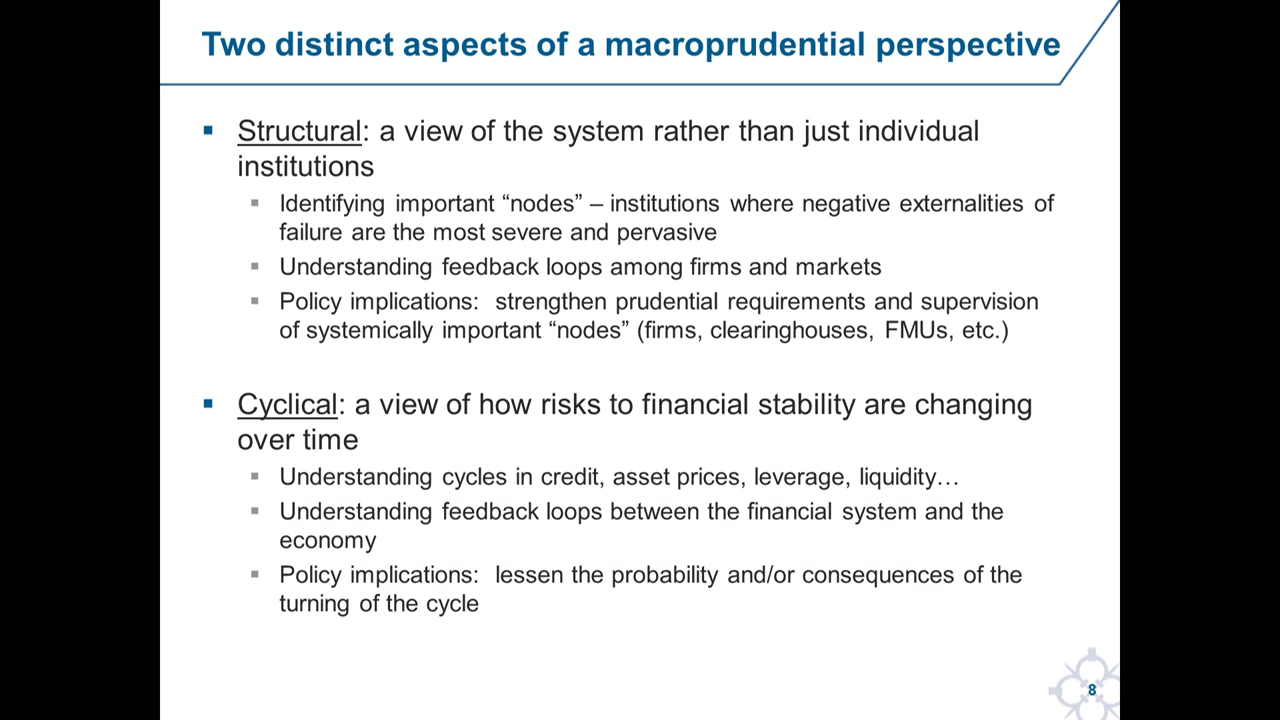 Two distinct aspects of a macroprudential perspective
▪ Structural: a view of the system rather than just individual
institutions
▪ Identifying important “nodes” – institutions where negative externalities of
failure are the most severe and pervasive
▪ Understanding feedback loops among firms and markets
▪ Policy implications:  strengthen prudential requirements and supervision
of systemically important “nodes” (firms, clearinghouses, FMUs, etc.)
▪ Cyclical: a view of how risks to financial stability are changing
over time
▪ Understanding cycles in credit, asset prices, leverage, liquidity…
▪ Understanding feedback loops between the financial system and the
economy
▪ Policy implications:  lessen the probability and/or consequences of the
turning of the cycle
8